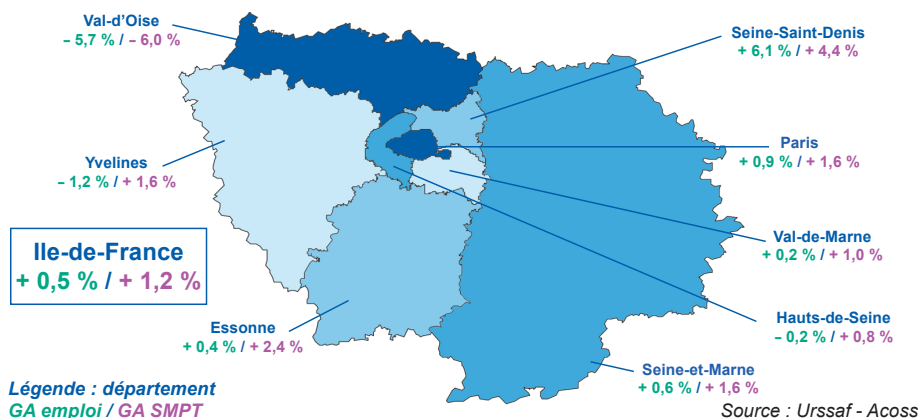 Val-d’Oise
– 5,7 % / – 6,0 %
Seine-Saint-Denis
+ 6,1 % / + 4,4 %
Yvelines
– 1,2 % / + 1,6 %
Paris
+ 0,9 % / + 1,6 %
Ile-de-France
+ 0,5 % / + 1,2 %
Val-de-Marne
+ 0,2 % / + 1,0 %
Essonne
+ 0,4 % / + 2,4 %
Hauts-de-Seine
– 0,2 % / + 0,8 %
Seine-et-Marne
+ 0,6 % / + 1,6 %
Légende : département
GA emploi / GA SMPT
Source : Urssaf - Acoss